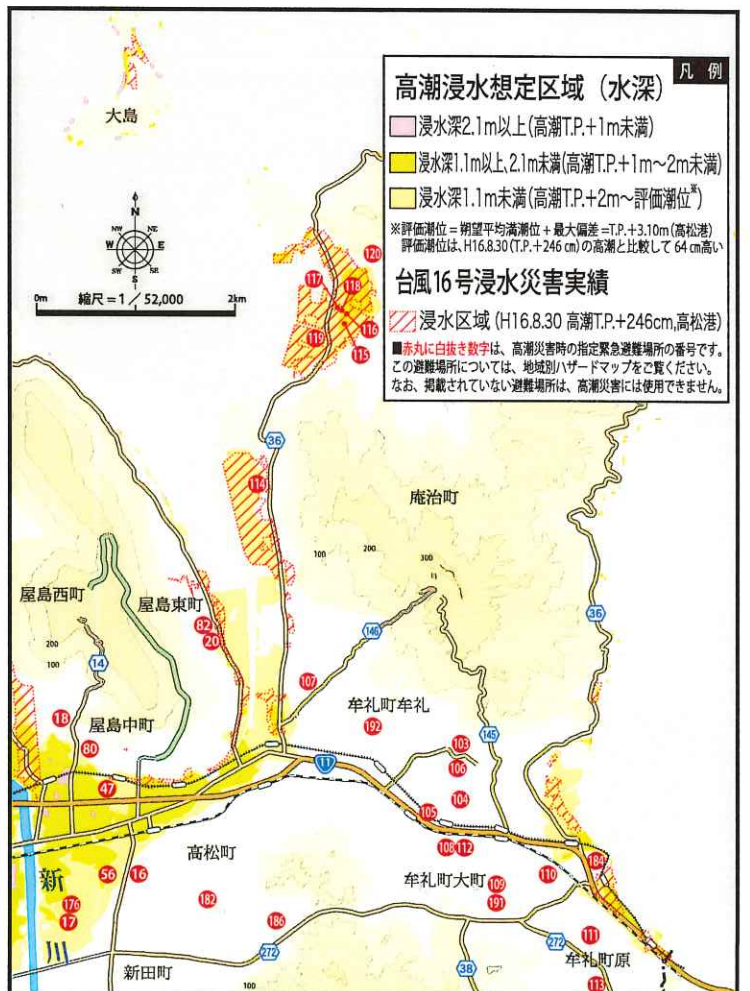 凡 例
高潮浸水想定区域（水深）
浸水深2.1m以上(高潮T.P.+1m未満)
浸水深1.1m以上、2.1m未満(高潮T.P.+1m～2m未満)
浸水深1.1m未満(高潮T.P.+2m～評価潮位※)
※評価潮位＝朔望平均満潮位＋最大偏差＝T.P.＋3.10m(高松港)
評価潮位は、H16.8.30(T.P.+246㎝)の高潮と比較して64㎝高い
台風16号浸水災害実績
浸水区域(H16.8.30 高潮T.P.+246cm,高松港)
■赤丸に白抜き数字は、高潮災害時の指定緊急避難場所の番号です。
この避難場所については、地域別ハザードマップをご覧ください。
なお、掲載されていない避難場所は、高潮災害には使用できません。
大島
N
NW
NE
W
E
SW
SE
S
0m
縮尺＝1／52,000
2km
120
117
118
116
119
115
36
114
庵治町
100
200
300
屋島西町
屋島東町
82
20
200
100
14
146
36
107
牟礼町牟礼
192
18
屋島中町
80
103
145
106
11
47
104
105
高松町
108
112
184
新
56
16
牟礼町大町
109
110
176
182
191
17
186
川
272
272
111
新田町
38
牟礼町原
100
113